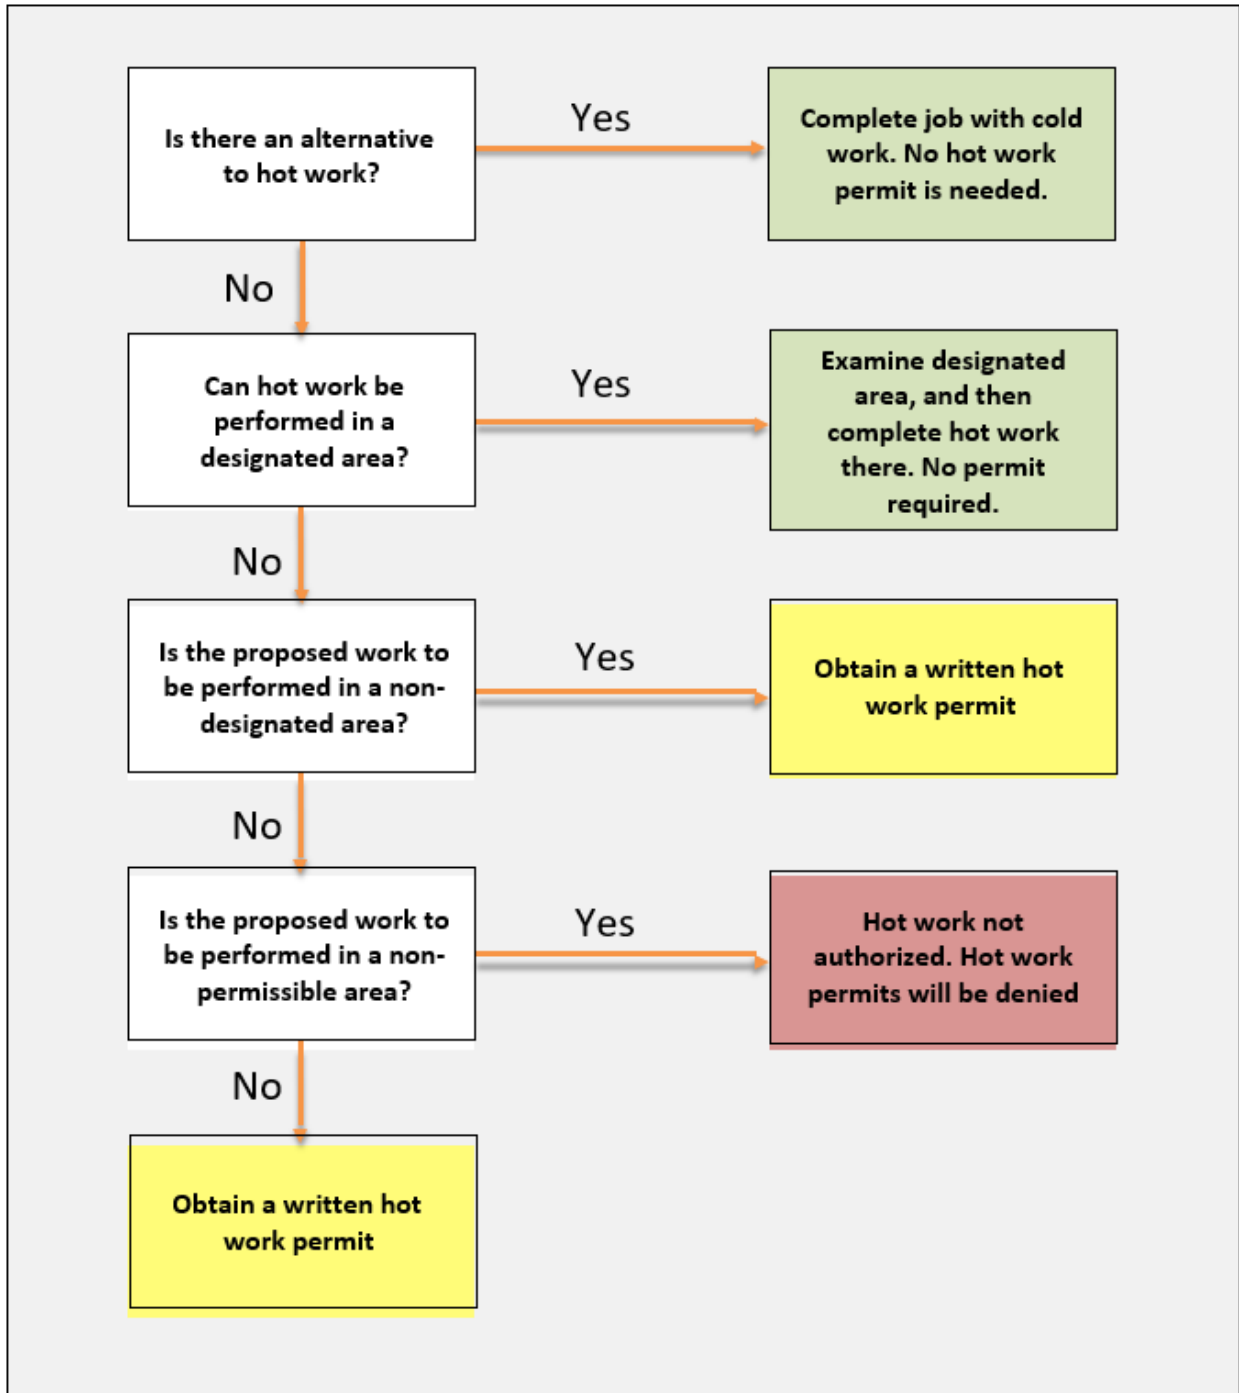 Is there an alternative
to hot work?
Yes
Complete job with cold
work. No hot work
permit is needed.
No
Can hot work be
performed in a
designated area?
Yes
Examine designated
area, and then
complete hot work
there. No permit
required.
No
Is the proposed work to
be performed in a non-
designated area?
Yes
Obtain a written hot
work permit
No
Is the proposed work to
be performed in a non-
permissible area?
Yes
Hot work not
authorized. Hot work
permits will be denied
No
Obtain a written hot
work permit